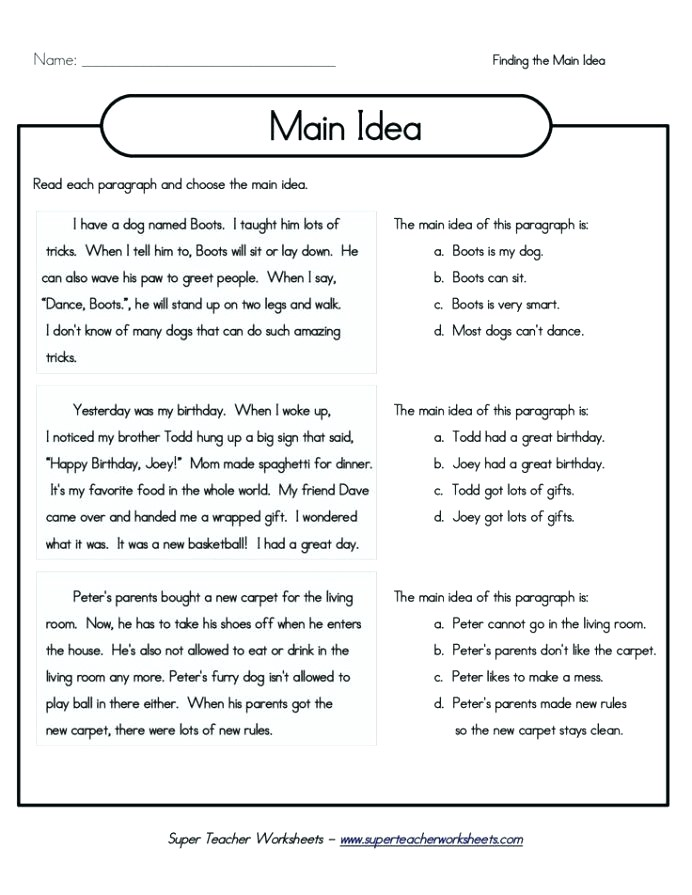 Name: ______________________________
Finding the Main Idea
Main Idea
Read each paragraph and choose the main idea.
I have a dog named Boots. I taught him lots of
tricks. When I tell him to, Boots will sit or lay down. He
can also wave his paw to greet people. When I say,
“Dance, Boots.”, he will stand up on two legs and walk.
I don't know of many dogs that can do such amazing
tricks.
The main idea of this paragraph is:
a. Boots is my dog.
b. Boots can sit.
c. Boots is very smart.
d. Most dogs can't dance.
Yesterday was my birthday. When I woke up,
I noticed my brother Todd hung up a big sign that said,
“Happy Birthday, Joey!” Mom made spaghetti for dinner.
It's my favorite food in the whole world. My friend Dave
came over and handed me a wrapped gift. I wondered
what it was. It was a new basketball! I had a great day.
The main idea of this paragraph is:
a. Todd had a great birthday.
b. Joey had a great birthday.
c. Todd got lots of gifts.
d. Joey got lots of gifts.
Peter's parents bought a new carpet for the living
room. Now, he has to take his shoes off when he enters
the house. He's also not allowed to eat or drink in the
living room any more. Peter's furry dog isn't allowed to
play ball in there either. When his parents got the
new carpet, there were lots of new rules.
The main idea of this paragraph is:
a. Peter cannot go in the living room.
b. Peter's parents don't like the carpet.
c. Peter likes to make a mess.
d. Peter's parents made new rules
so the new carpet stays clean.
Super Teacher Worksheets - www.superteacherworksheets.com